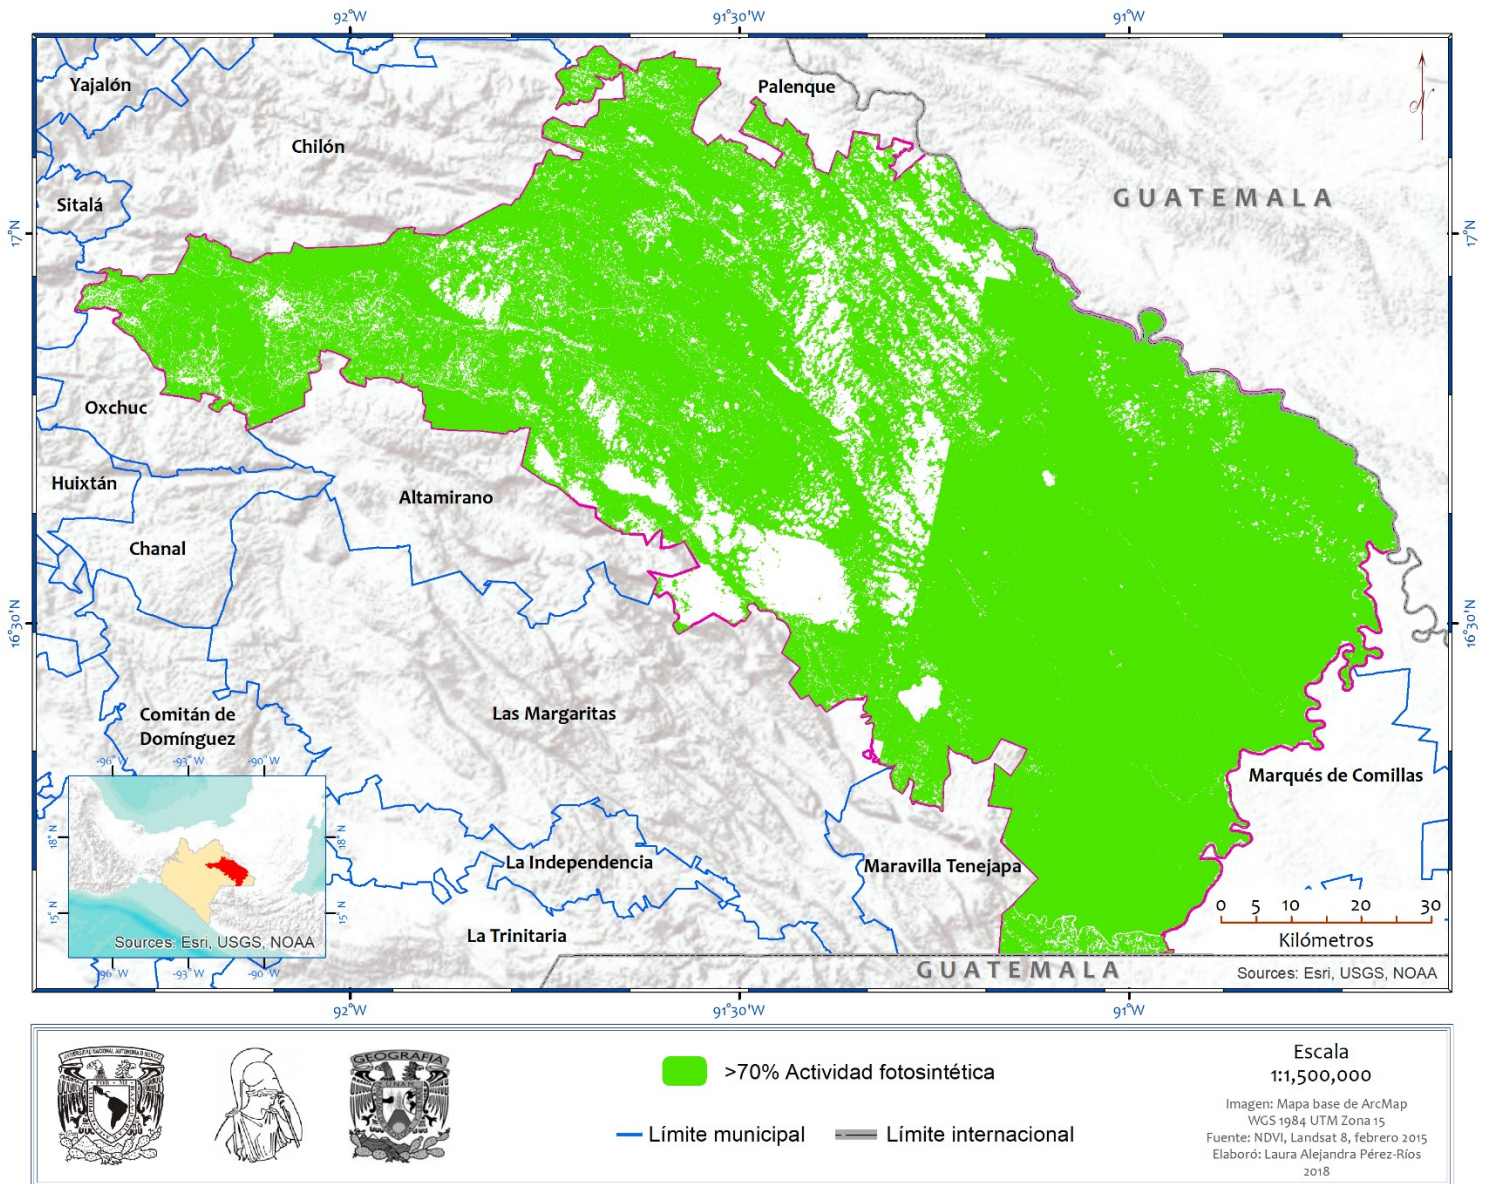 92°W
91°30'W
91°W
Yajalón
Palenque
Chilón
GUATEMALA
Sitalá
17°N
17°N
Oxchuc
Huixtán
Altamirano
Chanal
16°30'N
16°30'N
Las Margaritas
Comitán de
Domínguez
-96°W
-93°W
-90°W
Marqués de Comillas
18° N
18° N
La Independencia
Maravilla Tenejapa
0 5 10 20 30
15° N
15° N
Kilómetros
La Trinitaria
Sources: Esri, USGS, NOAA
GUATEMALA
Sources: Esri, USGS, NOAA
-96°W
-93°W
-90°W
92°W
91°30'W
91°W
GEOGRAFIA
UNAM
>70% Actividad fotosintética
Límite municipal
Límite internacional
Escala
1:1,500,000
Imagen: Mapa base de ArcMap
WGS 1984 UTM Zona 15
Fuente: NDVI, Landsat 8, febrero 2015
Elaboró: Laura Alejandra Pérez-Ríos
2018